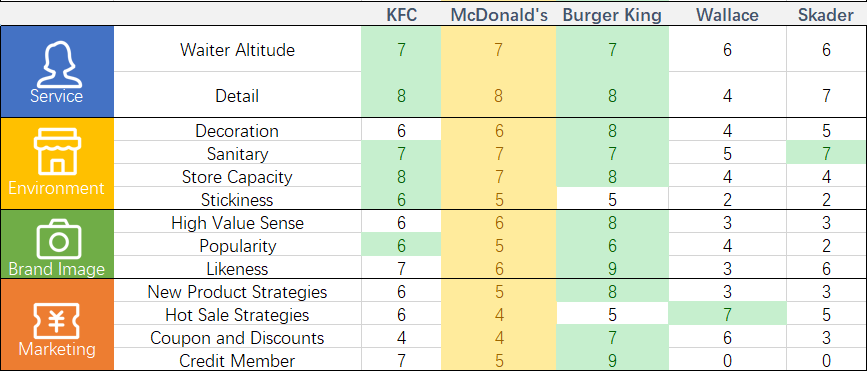 KFC McDonald's Burger King Wallace Skader
Service
Waiter Altitude 7 7 7 6 6
Detail 8 8 8 4 7
Environment
Decoration 6 6 8 4 5
Sanitary 7 7 7 5 7
Store Capacity 8 7 8 4 4
Stickiness 6 5 5 2 2
Brand Image
High Value Sense 6 6 8 3 3
Popularity 6 5 6 4 2
Likeness 7 6 9 3 6
¥
Marketing
New Product Strategies 6 5 8 3 3
Hot Sale Strategies 6 4 5 7 5
Coupon and Discounts 4 4 7 6 3
Credit Member 7 5 9 0 0